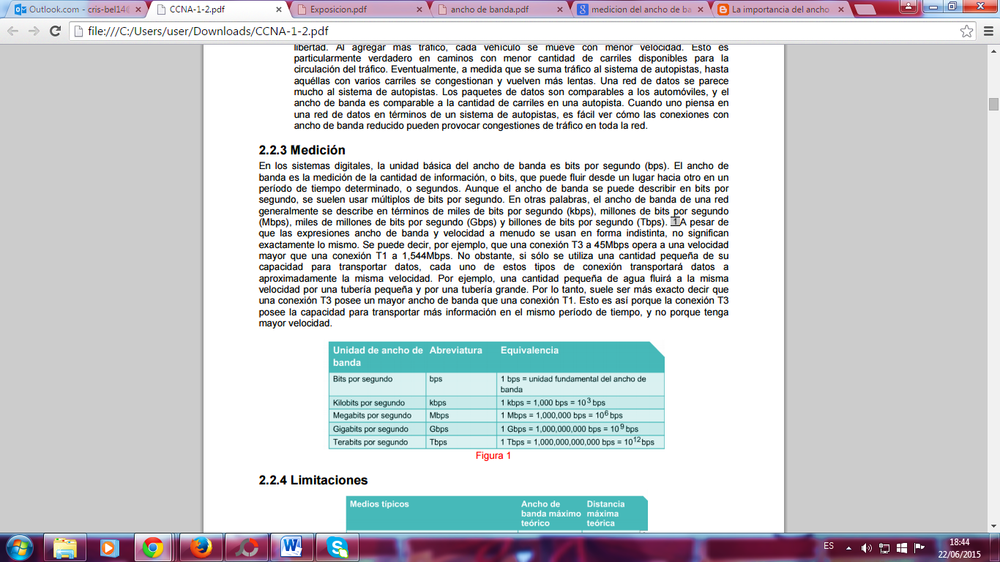 Outlook.com - cris-bel14@
CCNA-1-2.pdf
Exposicion.pdf
ancho de banda.pdf
medicion del ancho de ba
La importancia del ancho
file:///C:/Users/user/Downloads/CCNA-1-2.pdf
libertad. Al agregar más tráfico, cada vehículo se mueve con menor velocidad. Esto es
particularmente verdadero en caminos con menor cantidad de carriles disponibles para la
circulación del tráfico. Eventualmente, a medida que se suma tráfico al sistema de autopistas, hasta
aquéllas con varios carriles se congestionan y vuelven más lentas. Una red de datos se parece
mucho al sistema de autopistas. Los paquetes de datos son comparables a los automóviles, y el
ancho de banda es comparable a la cantidad de carriles en una autopista. Cuando uno piensa en
una red de datos en términos de un sistema de autopistas, es fácil ver cómo las conexiones con
ancho de banda reducido pueden provocar congestiones de tráfico en toda la red.
2.2.3 Medición
En los sistemas digitales, la unidad básica del ancho de banda es bits por segundo (bps). El ancho de
banda es la medición de la cantidad de información, o bits, que puede fluir desde un lugar hacia otro en un
período de tiempo determinado, o segundos. Aunque el ancho de banda se puede describir en bits por
segundo, se suelen usar múltiplos de bits por segundo. En otras palabras, el ancho de banda de una red
generalmente se describe en términos de miles de bits por segundo (kbps), millones de bits por segundo
(Mbps), miles de millones de bits por segundo (Gbps) y billones de bits por segundo (Tbps). 1 A pesar de
que las expresiones ancho de banda y velocidad a menudo se usan en forma indistinta, no significan
exactamente lo mismo. Se puede decir, por ejemplo, que una conexión T3 a 45Mbps opera a una velocidad
mayor que una conexión T1 a 1,544Mbps. No obstante, si sólo se utiliza una cantidad pequeña de su
capacidad para transportar datos, cada uno de estos tipos de conexión transportará datos a
aproximadamente la misma velocidad. Por ejemplo, una cantidad pequeña de agua fluirá a la misma
velocidad por una tubería pequeña y por una tubería grande. Por lo tanto, suele ser más exacto decir que
una conexión T3 posee un mayor ancho de banda que una conexión T1. Esto es así porque la conexión T3
posee la capacidad para transportar más información en el mismo período de tiempo, y no porque tenga
mayor velocidad.
Unidad de ancho de banda Abreviatura Equivalencia
Bits por segundo bps 1 bps = unidad fundamental del ancho de banda
Kilobits por segundo kbps 1 kbps = 1,000 bps = 10³ bps
Megabits por segundo Mbps 1 Mbps = 1,000,000 bps = 10⁶ bps
Gigabits por segundo Gbps 1 Gbps = 1,000,000,000 bps = 10⁹ bps
Terabits por segundo Tbps 1 Tbps = 1,000,000,000,000 bps = 10¹² bps
Figura 1
2.2.4 Limitaciones
Medios típicos Ancho de banda máximo teórico Distancia máxima teórica
ES
18:44
22/06/2015